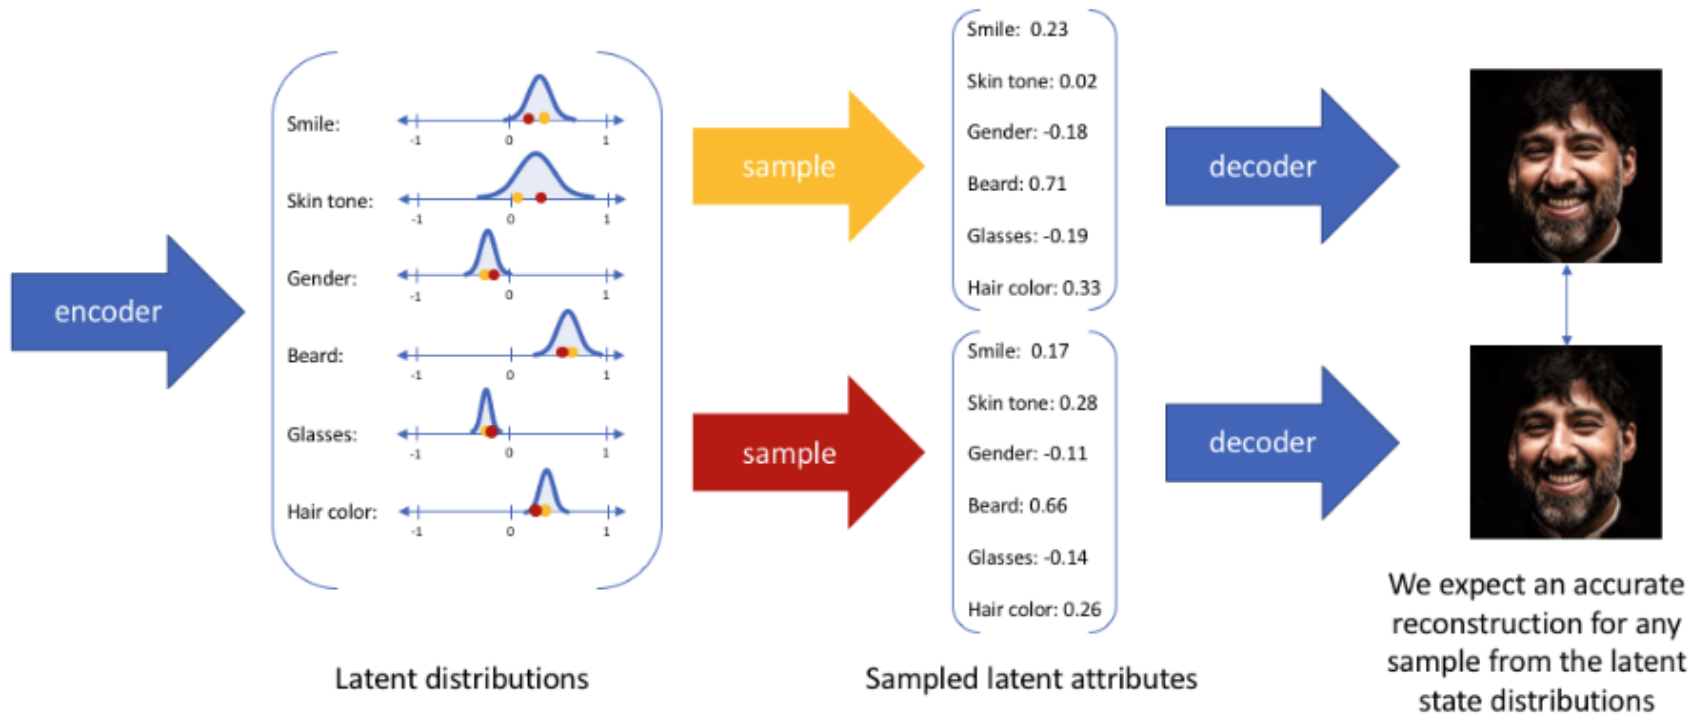 encoder
Smile:
-1 0 1
Skin tone:
-1 0 1
Gender:
-1 0 1
Beard:
-1 0 1
Glasses:
-1 0 1
Hair color:
-1 0 1
Latent distributions
sample
Smile: 0.23
Skin tone: 0.02
Gender: -0.18
Beard: 0.71
Glasses: -0.19
Hair color: 0.33
decoder
sample
Smile: 0.17
Skin tone: 0.28
Gender: -0.11
Beard: 0.66
Glasses: -0.14
Hair color: 0.26
decoder
Sampled latent attributes
We expect an accurate
reconstruction for any
sample from the latent
state distributions